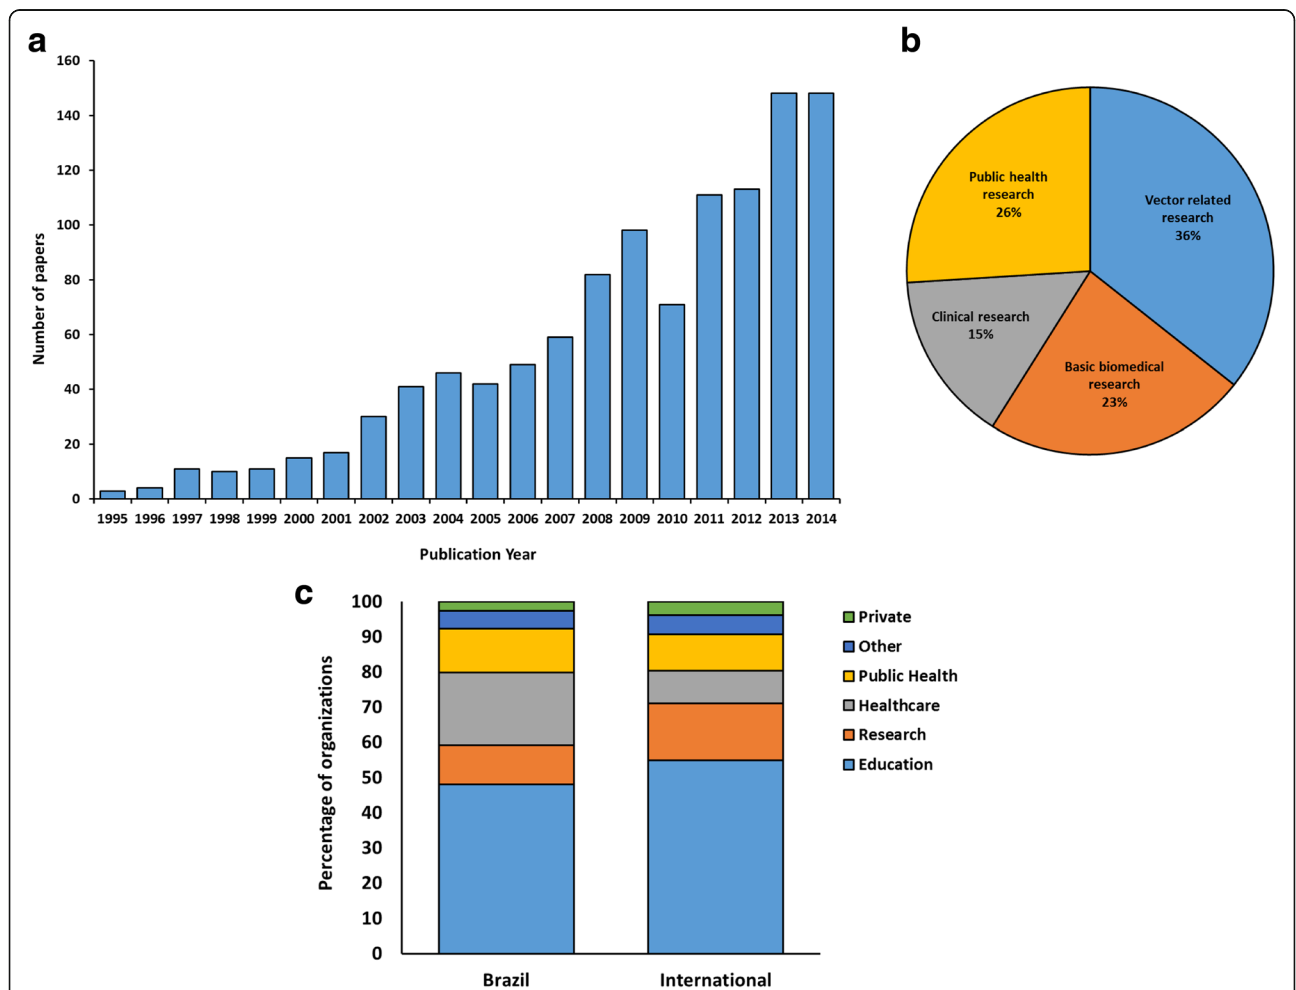 a
160
140
120
100
80
60
40
20
0
Number of papers
1995 1996 1997 1998 1999 2000 2001 2002 2003 2004 2005 2006 2007 2008 2009 2010 2011 2012 2013 2014
Publication Year
b
Public health
research
26%
Vector related
research
36%
Clinical research
15%
Basic biomedical
research
23%
c
100
90
80
70
60
50
40
30
20
10
0
Percentage of organizations
Brazil International
Private
Other
Public Health
Healthcare
Research
Education